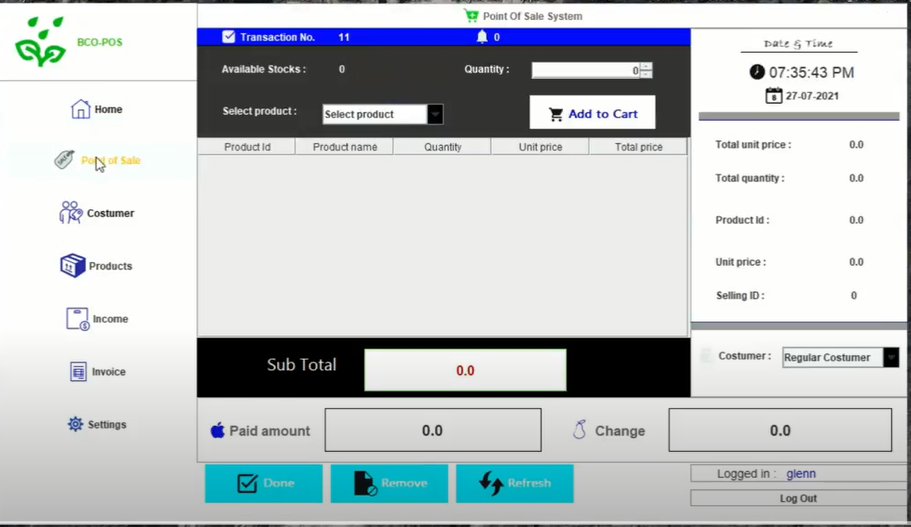 Point Of Sale System
BCO-POS
Transaction No. 11 0
Available Stocks : 0 Quantity : 0
Select product : Select product Add to Cart
Product Id Product name Quantity Unit price Total price
Sub Total 0.0
Paid amount 0.0 Change 0.0
Done Remove Refresh
Home
Point of Sale
Costumer
Products
Income
Invoice
Settings
Date & Time
07:35:43 PM
27-07-2021
Total unit price : 0.0
Total quantity : 0.0
Product Id : 0.0
Unit price : 0.0
Selling ID : 0
Costumer : Regular Costumer
Logged in : glenn
Log Out